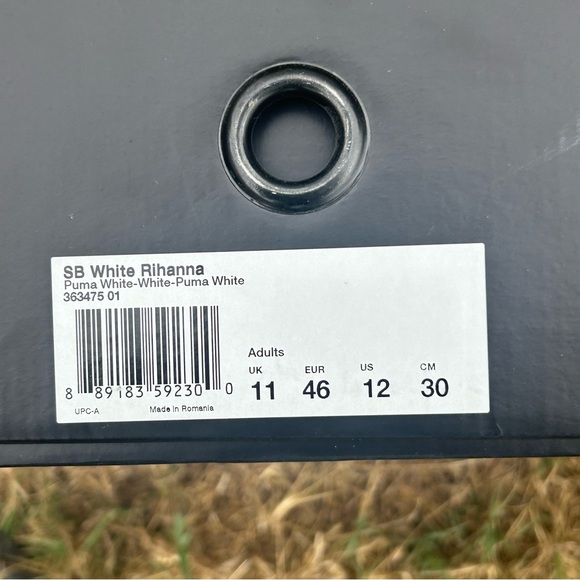 SB White Rihanna
Puma White-White-Puma White
363475 01
8 89183 59230 0
UPC-A Made in Romania
Adults
UK EUR US CM
11 46 12 30